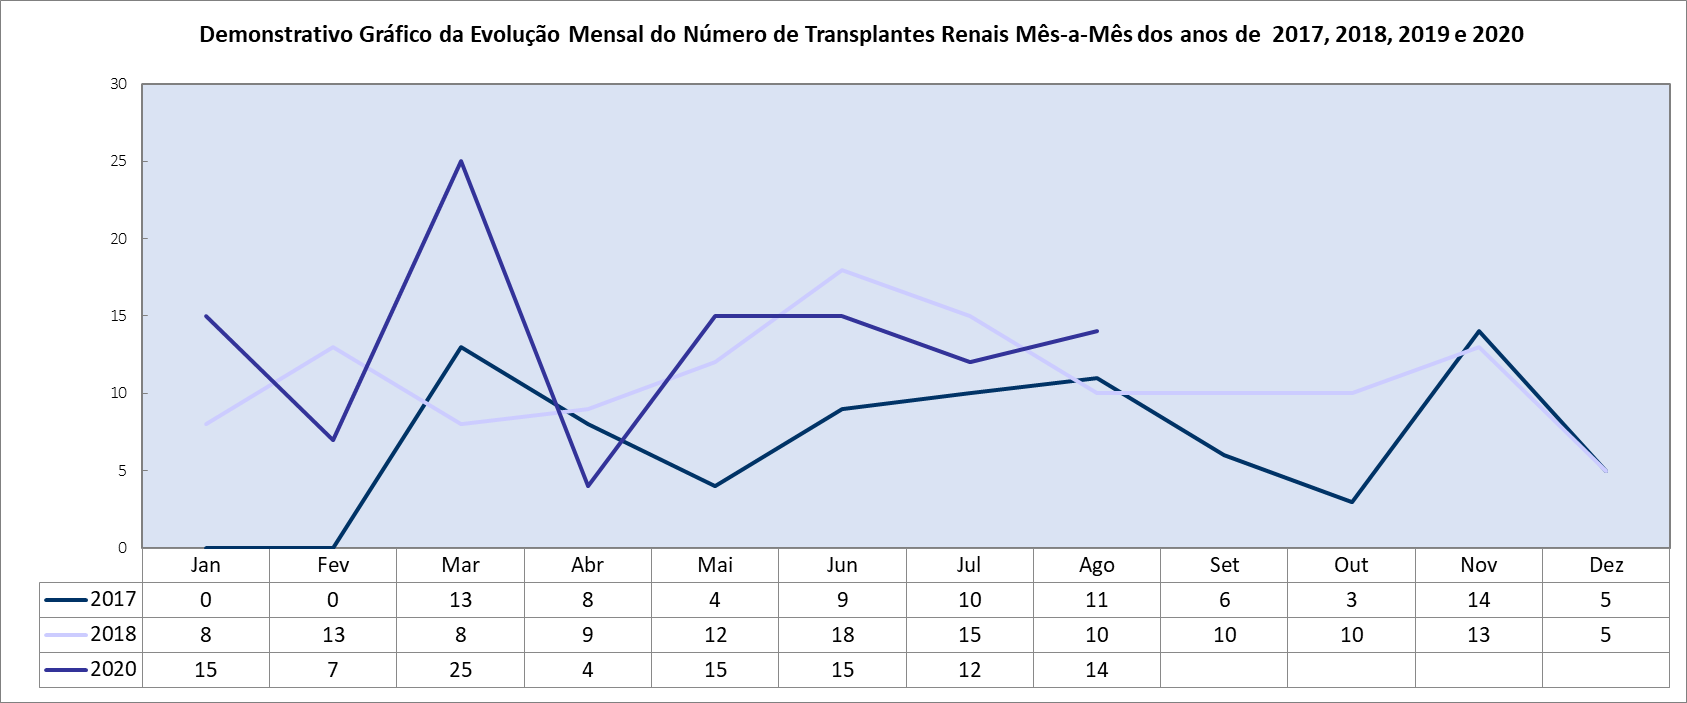 Demonstrativo Gráfico da Evolução Mensal do Número de Transplantes Renais Mês-a-Mês dos anos de 2017, 2018, 2019 e 2020
30
25
20
15
10
5
0
Jan Fev Mar Abr Mai Jun Jul Ago Set Out Nov Dez
2017 0 0 13 8 4 9 10 11 6 3 14 5
2018 8 13 8 9 12 18 15 10 10 10 13 5
2020 15 7 25 4 15 15 12 14